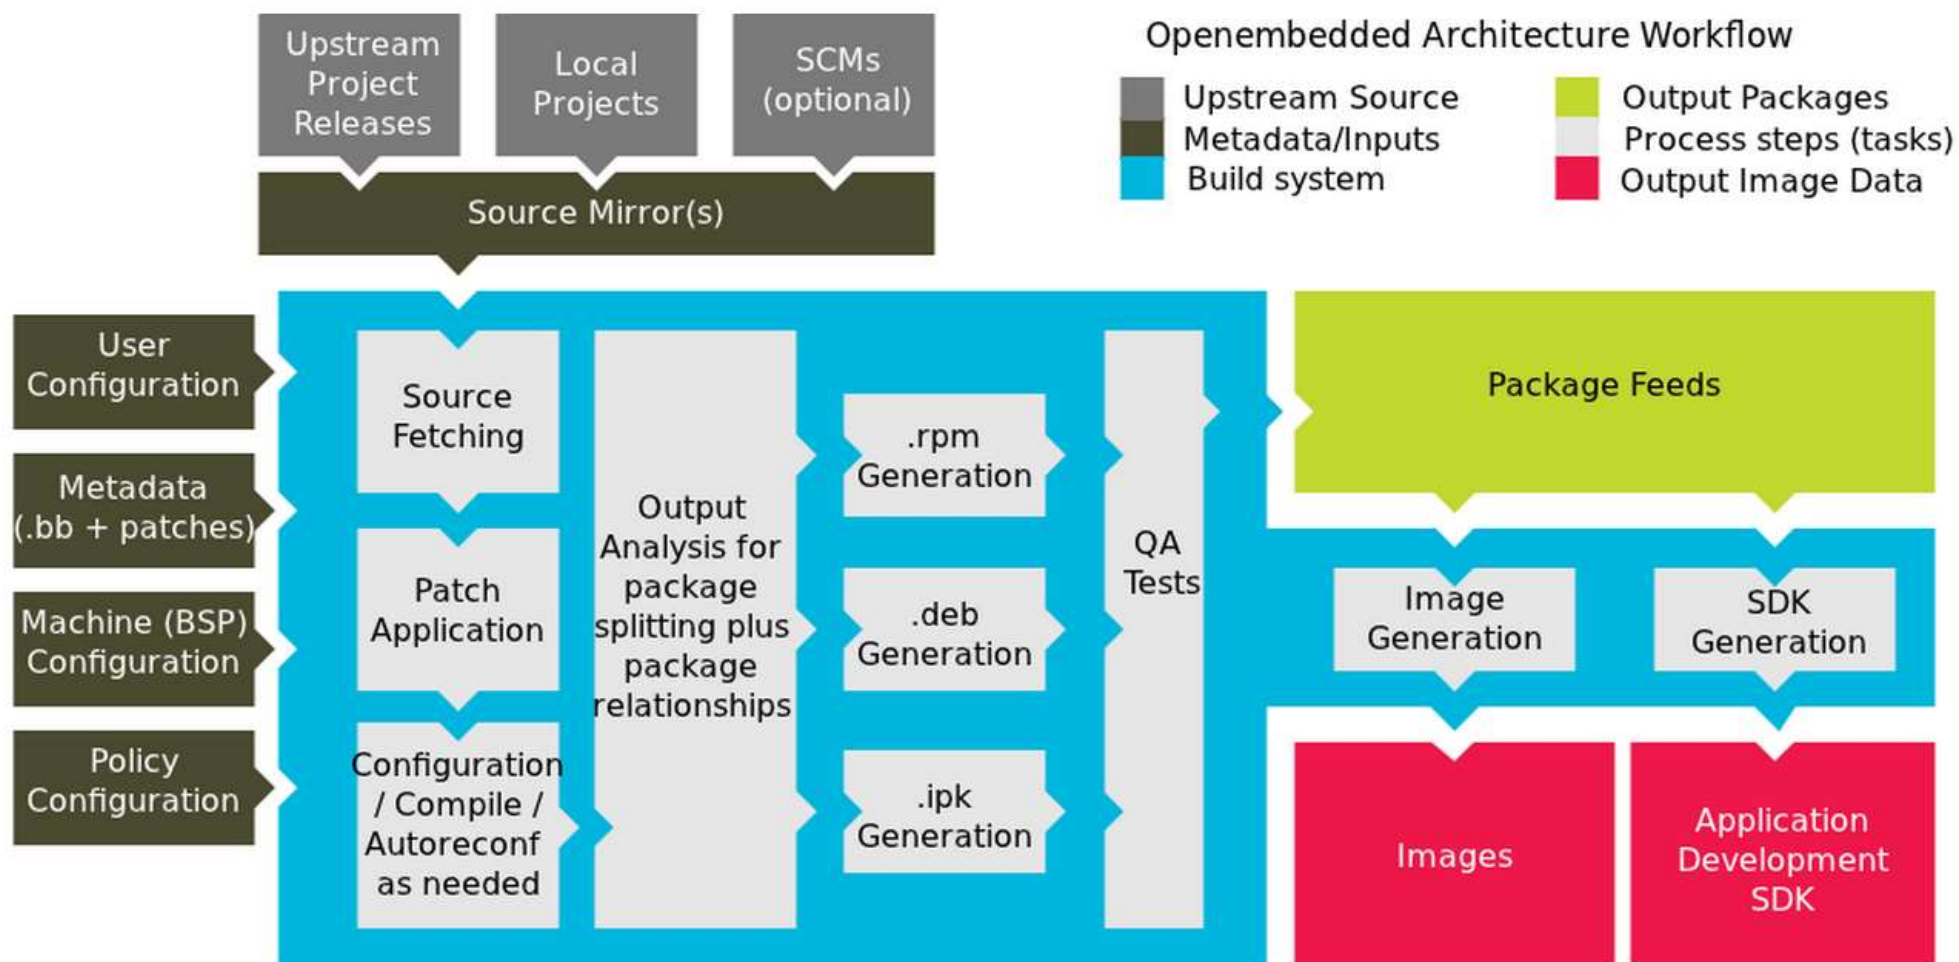 Upstream
Project
Releases
Local
Projects
SCMs
(optional)
Openembedded Architecture Workflow
Upstream Source
Metadata/Inputs
Build system
Output Packages
Process steps (tasks)
Output Image Data
Source Mirror(s)
User
Configuration
Metadata
(.bb + patches)
Machine (BSP)
Configuration
Policy
Configuration
Source
Fetching
Patch
Application
Configuration
/ Compile /
Autoreconf
as needed
Output
Analysis for
package
splitting plus
package
relationships
.rpm
Generation
.deb
Generation
.ipk
Generation
QA
Tests
Package Feeds
Image
Generation
SDK
Generation
Images
Application
Development
SDK